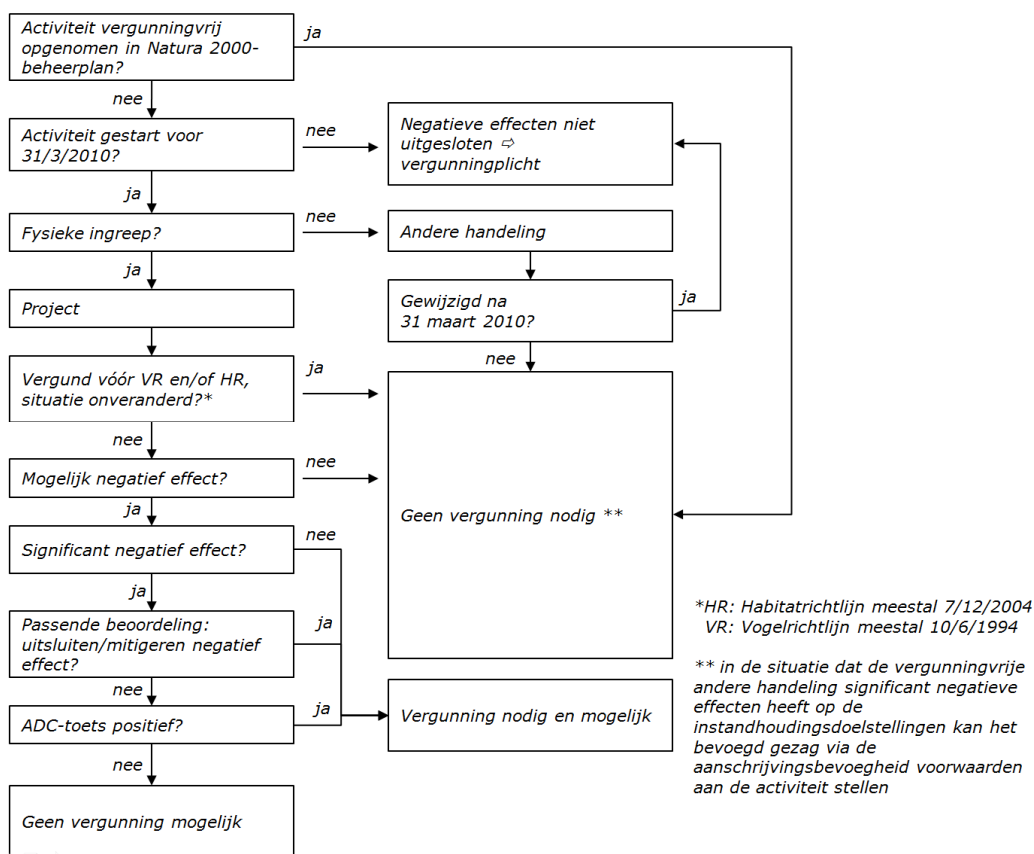 Activiteit vergunningvrij
opgenomen in Natura 2000-
beheerplan?
ja
nee
Activiteit gestart voor
31/3/2010?
nee
Negatieve effecten niet
uitgesloten ⇨
vergunningplicht
ja
Fysieke ingreep?
nee
Andere handeling
ja
Project
Gewijzigd na
31 maart 2010?
ja
nee
Vergund vóór VR en/of HR,
situatie onveranderd?*
ja
nee
Mogelijk negatief effect?
nee
Geen vergunning nodig **
ja
Significant negatief effect?
nee
ja
Passende beoordeling:
uitsluiten/mitigeren negatief
effect?
ja
nee
ADC-toets positief?
ja
Vergunning nodig en mogelijk
nee
Geen vergunning mogelijk
*HR: Habitatrichtlijn meestal 7/12/2004
VR: Vogelrichtlijn meestal 10/6/1994
** in de situatie dat de vergunningvrije
andere handeling significant negatieve
effecten heeft op de
instandhoudingsdoelstellingen kan het
bevoegd gezag via de
aanschrijvingsbevoegheid voorwaarden
aan de activiteit stellen